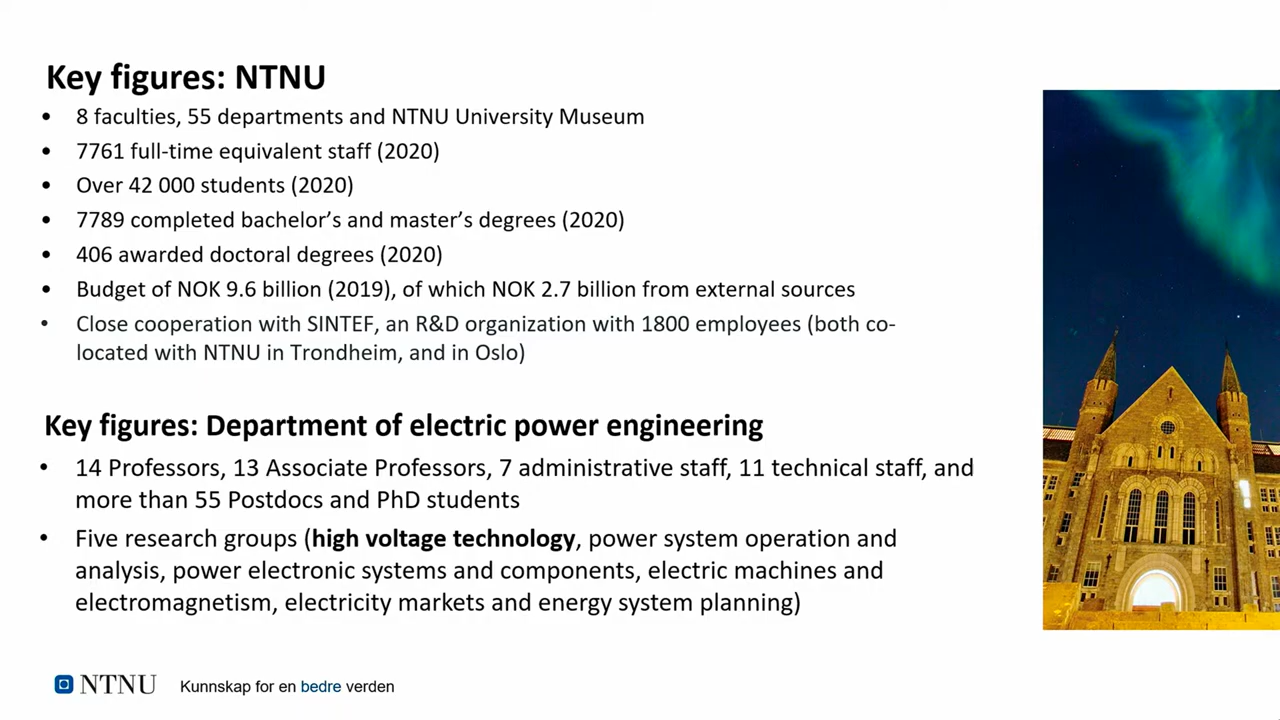 Key figures: NTNU
• 8 faculties, 55 departments and NTNU University Museum
• 7761 full-time equivalent staff (2020)
• Over 42 000 students (2020)
• 7789 completed bachelor’s and master’s degrees (2020)
• 406 awarded doctoral degrees (2020)
• Budget of NOK 9.6 billion (2019), of which NOK 2.7 billion from external sources
• Close cooperation with SINTEF, an R&D organization with 1800 employees (both co-
located with NTNU in Trondheim, and in Oslo)
Key figures: Department of electric power engineering
• 14 Professors, 13 Associate Professors, 7 administrative staff, 11 technical staff, and
more than 55 Postdocs and PhD students
• Five research groups (high voltage technology, power system operation and
analysis, power electronic systems and components, electric machines and
electromagnetism, electricity markets and energy system planning)
NTNU Kunnskap for en bedre verden